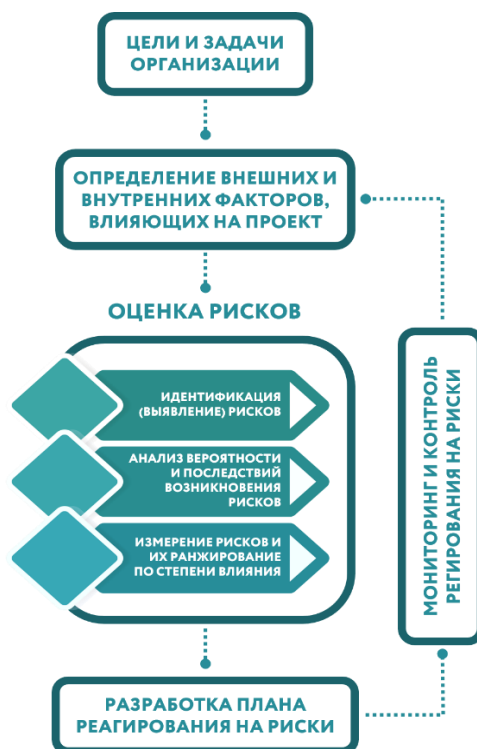 ЦЕЛИ И ЗАДАЧИ
ОРГАНИЗАЦИИ
ОПРЕДЕЛЕНИЕ ВНЕШНИХ И
ВНУТРЕННИХ ФАКТОРОВ,
ВЛИЯЮЩИХ НА ПРОЕКТ
ОЦЕНКА РИСКОВ
ИДЕНТИФИКАЦИЯ
(ВЫЯВЛЕНИЕ) РИСКОВ
АНАЛИЗ ВЕРОЯТНОСТИ
И ПОСЛЕДСТВИЙ
ВОЗНИКНОВЕНИЯ
РИСКОВ
ИЗМЕРЕНИЕ РИСКОВ И
ИХ РАНЖИРОВАНИЕ
ПО СТЕПЕНИ ВЛИЯНИЯ
РАЗРАБОТКА ПЛАНА
РЕАГИРОВАНИЯ НА РИСКИ
МОНИТОРИНГ И КОНТРОЛЬ
РЕГИРОВАНИЯ НА РИСКИ